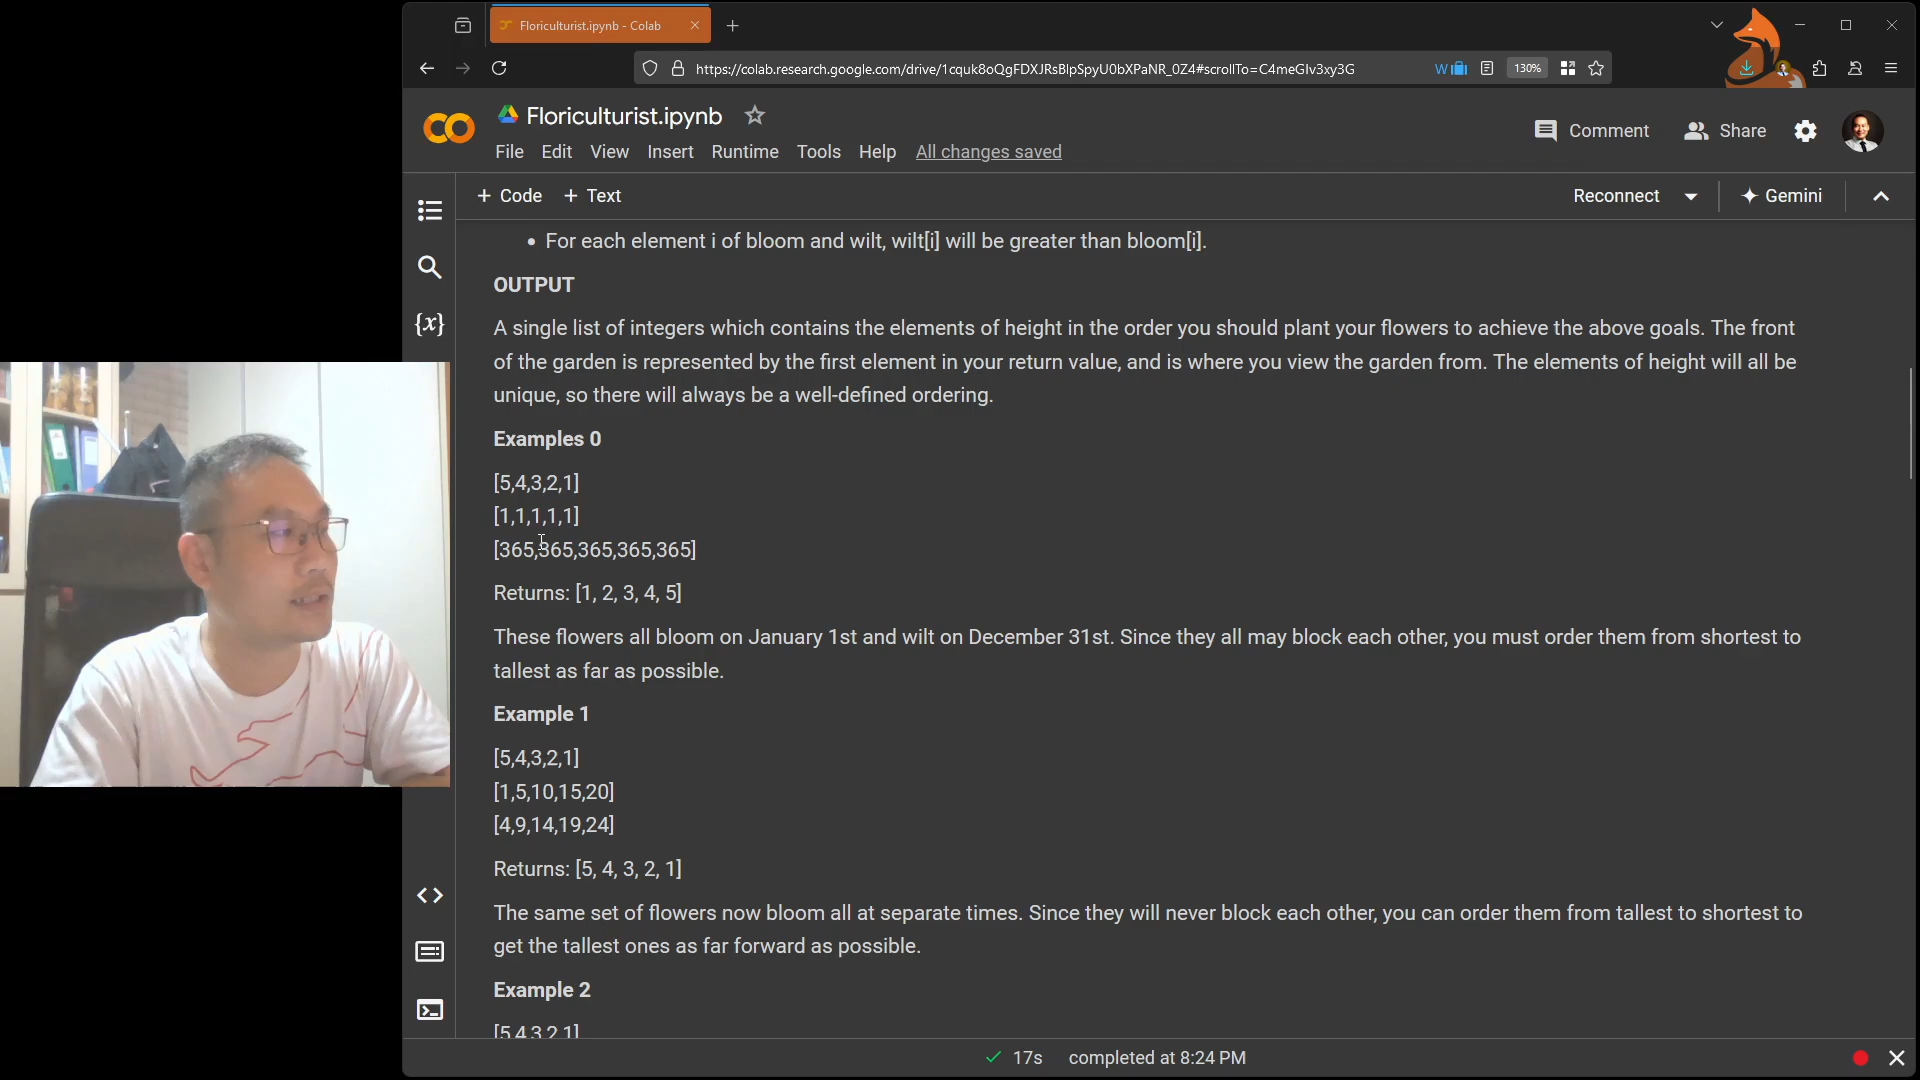 Floriculturist.ipynb - Colab
https://colab.research.google.com/drive/1cquk8oQgFDXJRsBlpSpyU0bXPaNR_0Z4#scrollTo=C4meGIv3xy3G
130%
Floriculturist.ipynb
Comment
Share
File Edit View Insert Runtime Tools Help All changes saved
+ Code + Text
Reconnect
Gemini
• For each element i of bloom and wilt, wilt[i] will be greater than bloom[i].
{x}
OUTPUT
A single list of integers which contains the elements of height in the order you should plant your flowers to achieve the above goals. The front
of the garden is represented by the first element in your return value, and is where you view the garden from. The elements of height will all be
unique, so there will always be a well-defined ordering.
Examples 0
[5,4,3,2,1]
[1,1,1,1,1]
[365,365,365,365,365]
Returns: [1, 2, 3, 4, 5]
These flowers all bloom on January 1st and wilt on December 31st. Since they all may block each other, you must order them from shortest to
tallest as far as possible.
Example 1
[5,4,3,2,1]
[1,5,10,15,20]
[4,9,14,19,24]
Returns: [5, 4, 3, 2, 1]
The same set of flowers now bloom all at separate times. Since they will never block each other, you can order them from tallest to shortest to
get the tallest ones as far forward as possible.
Example 2
[5,4,3,2,1]
17s completed at 8:24 PM